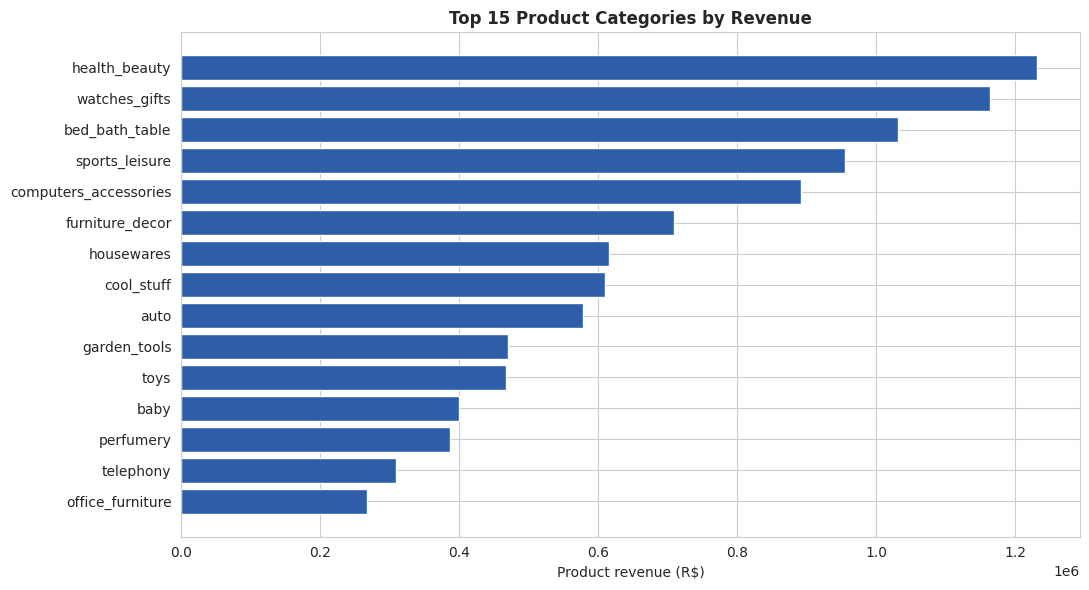 Top 15 Product Categories by Revenue
health_beauty
watches_gifts
bed_bath_table
sports_leisure
computers_accessories
furniture_decor
housewares
cool_stuff
auto
garden_tools
toys
baby
perfumery
telephony
office_furniture
0.0 0.2 0.4 0.6 0.8 1.0 1.2
Product revenue (R$)
1e6